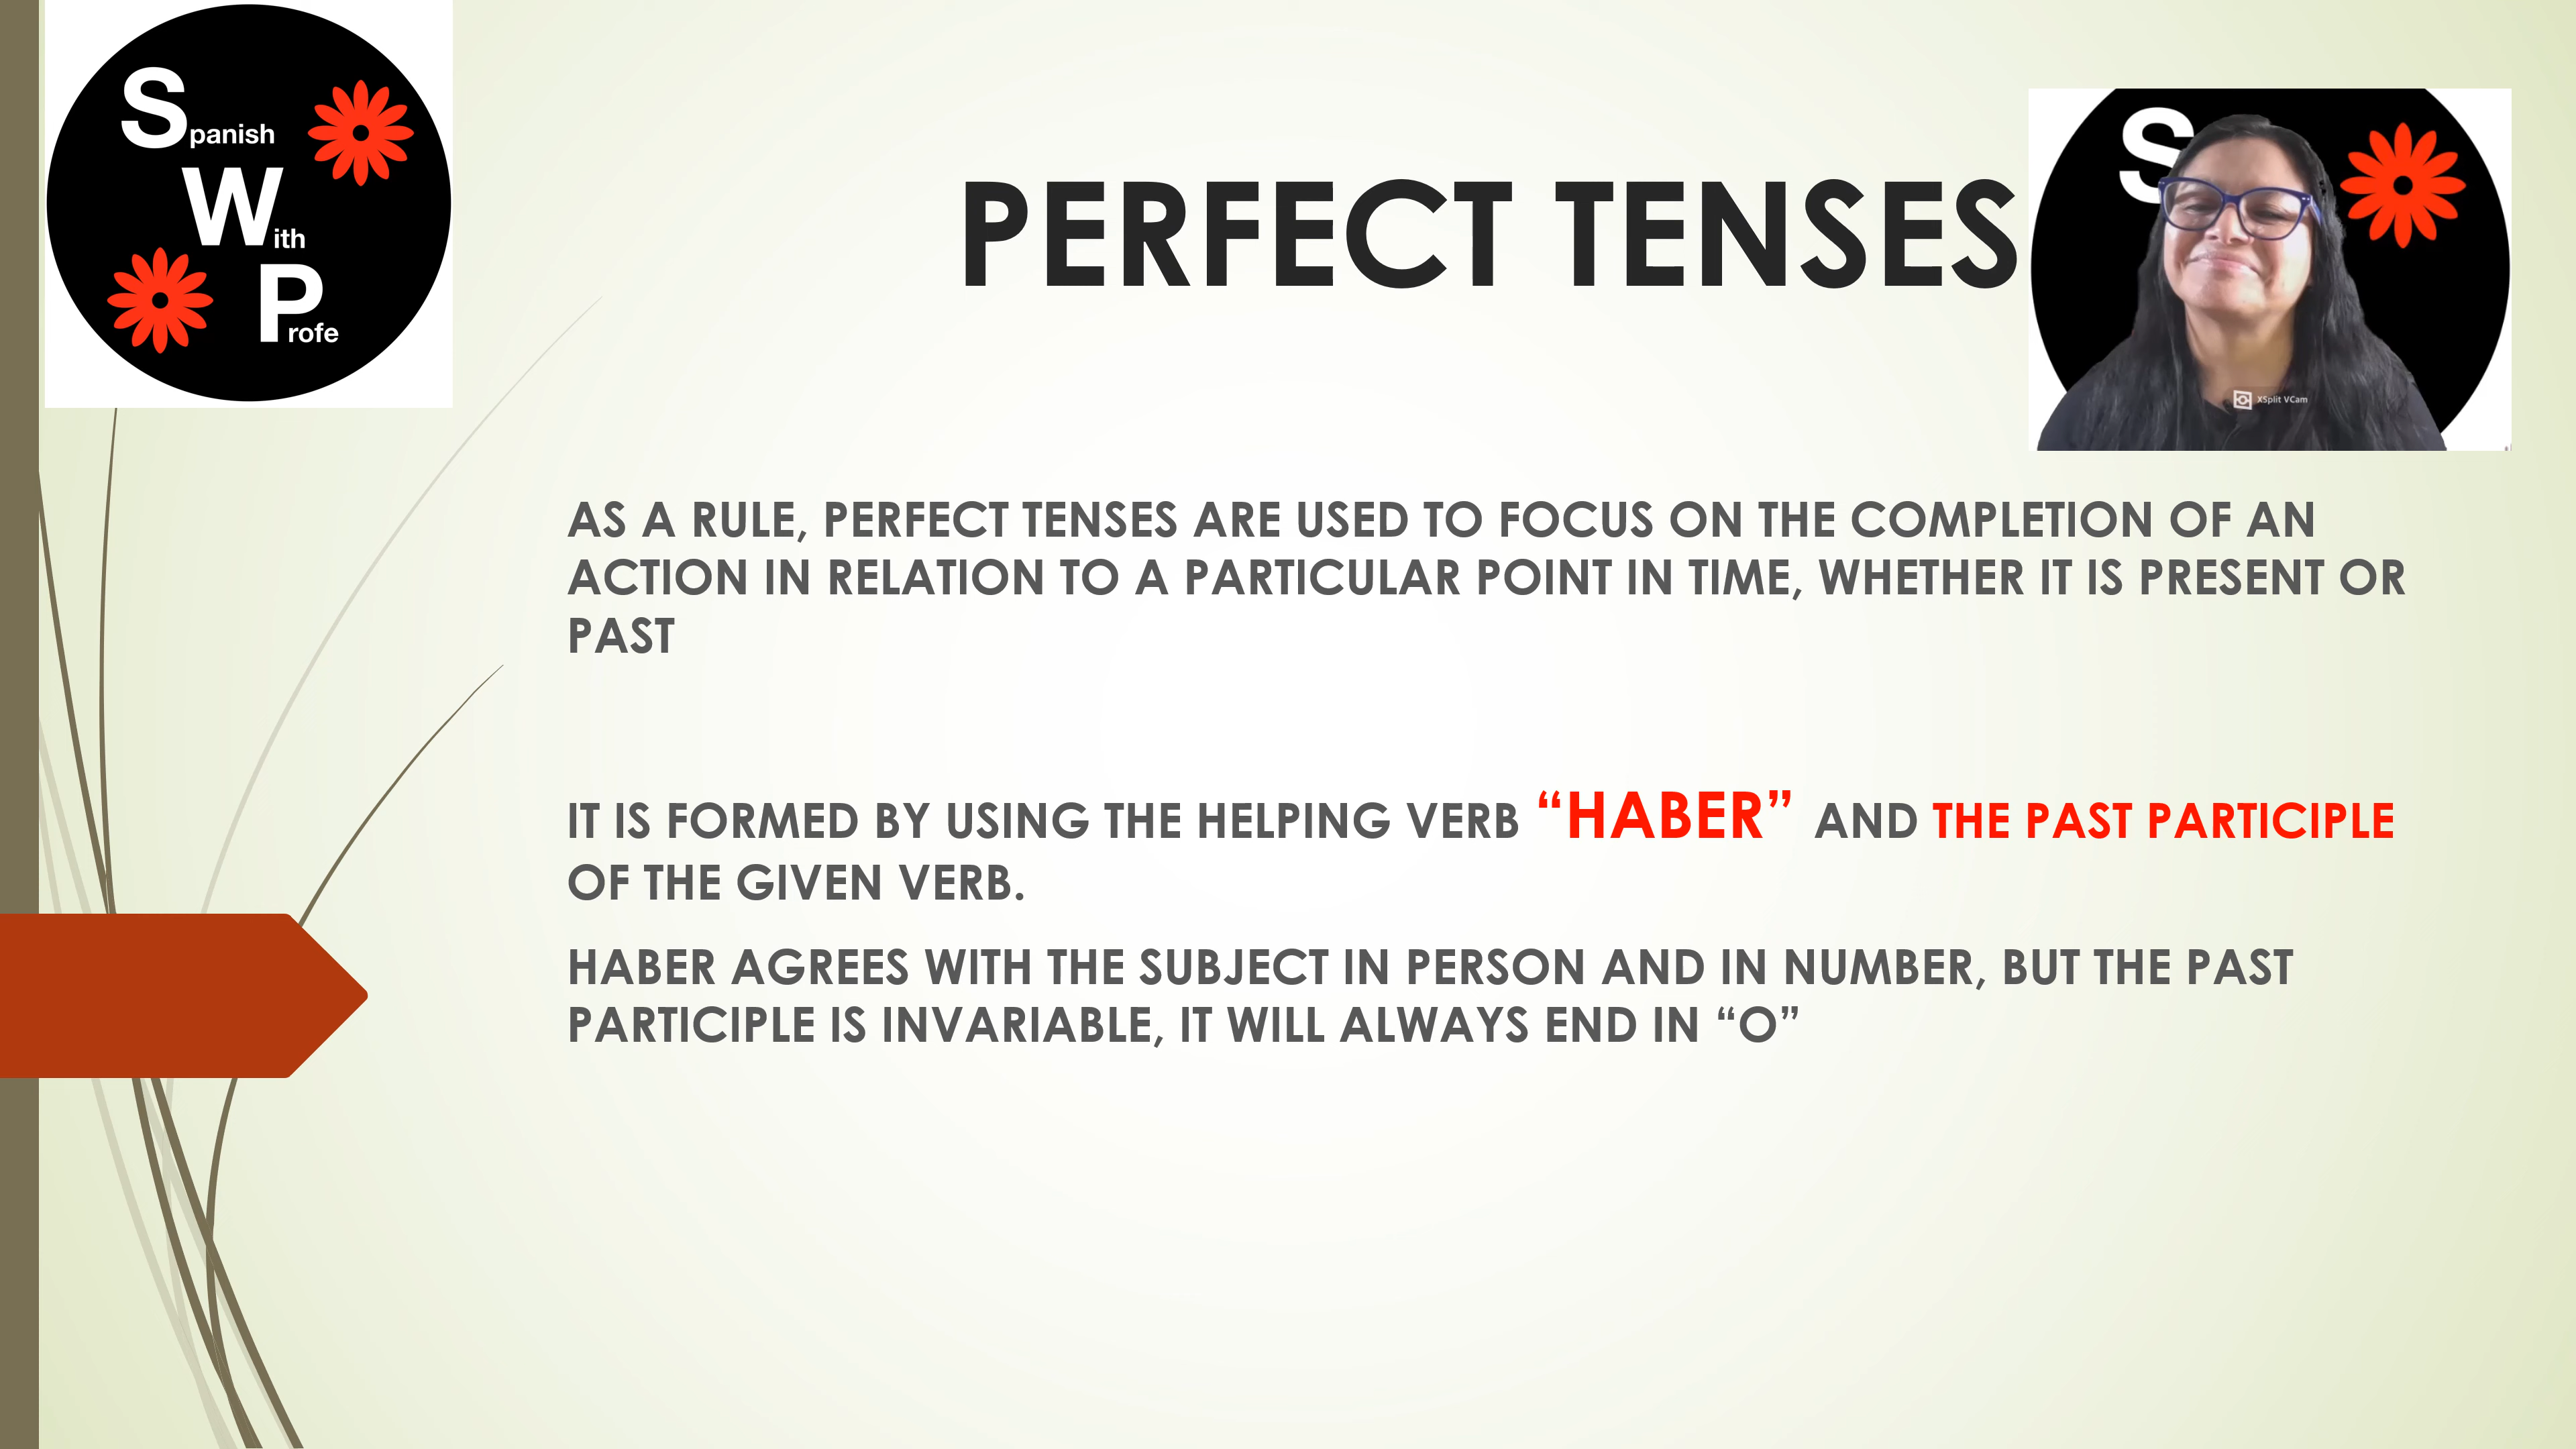 Spanish
With
Profe
PERFECT TENSES
S
XSplit VCam
AS A RULE, PERFECT TENSES ARE USED TO FOCUS ON THE COMPLETION OF AN
ACTION IN RELATION TO A PARTICULAR POINT IN TIME, WHETHER IT IS PRESENT OR
PAST
IT IS FORMED BY USING THE HELPING VERB “HABER” AND THE PAST PARTICIPLE
OF THE GIVEN VERB.
HABER AGREES WITH THE SUBJECT IN PERSON AND IN NUMBER, BUT THE PAST
PARTICIPLE IS INVARIABLE, IT WILL ALWAYS END IN “O”